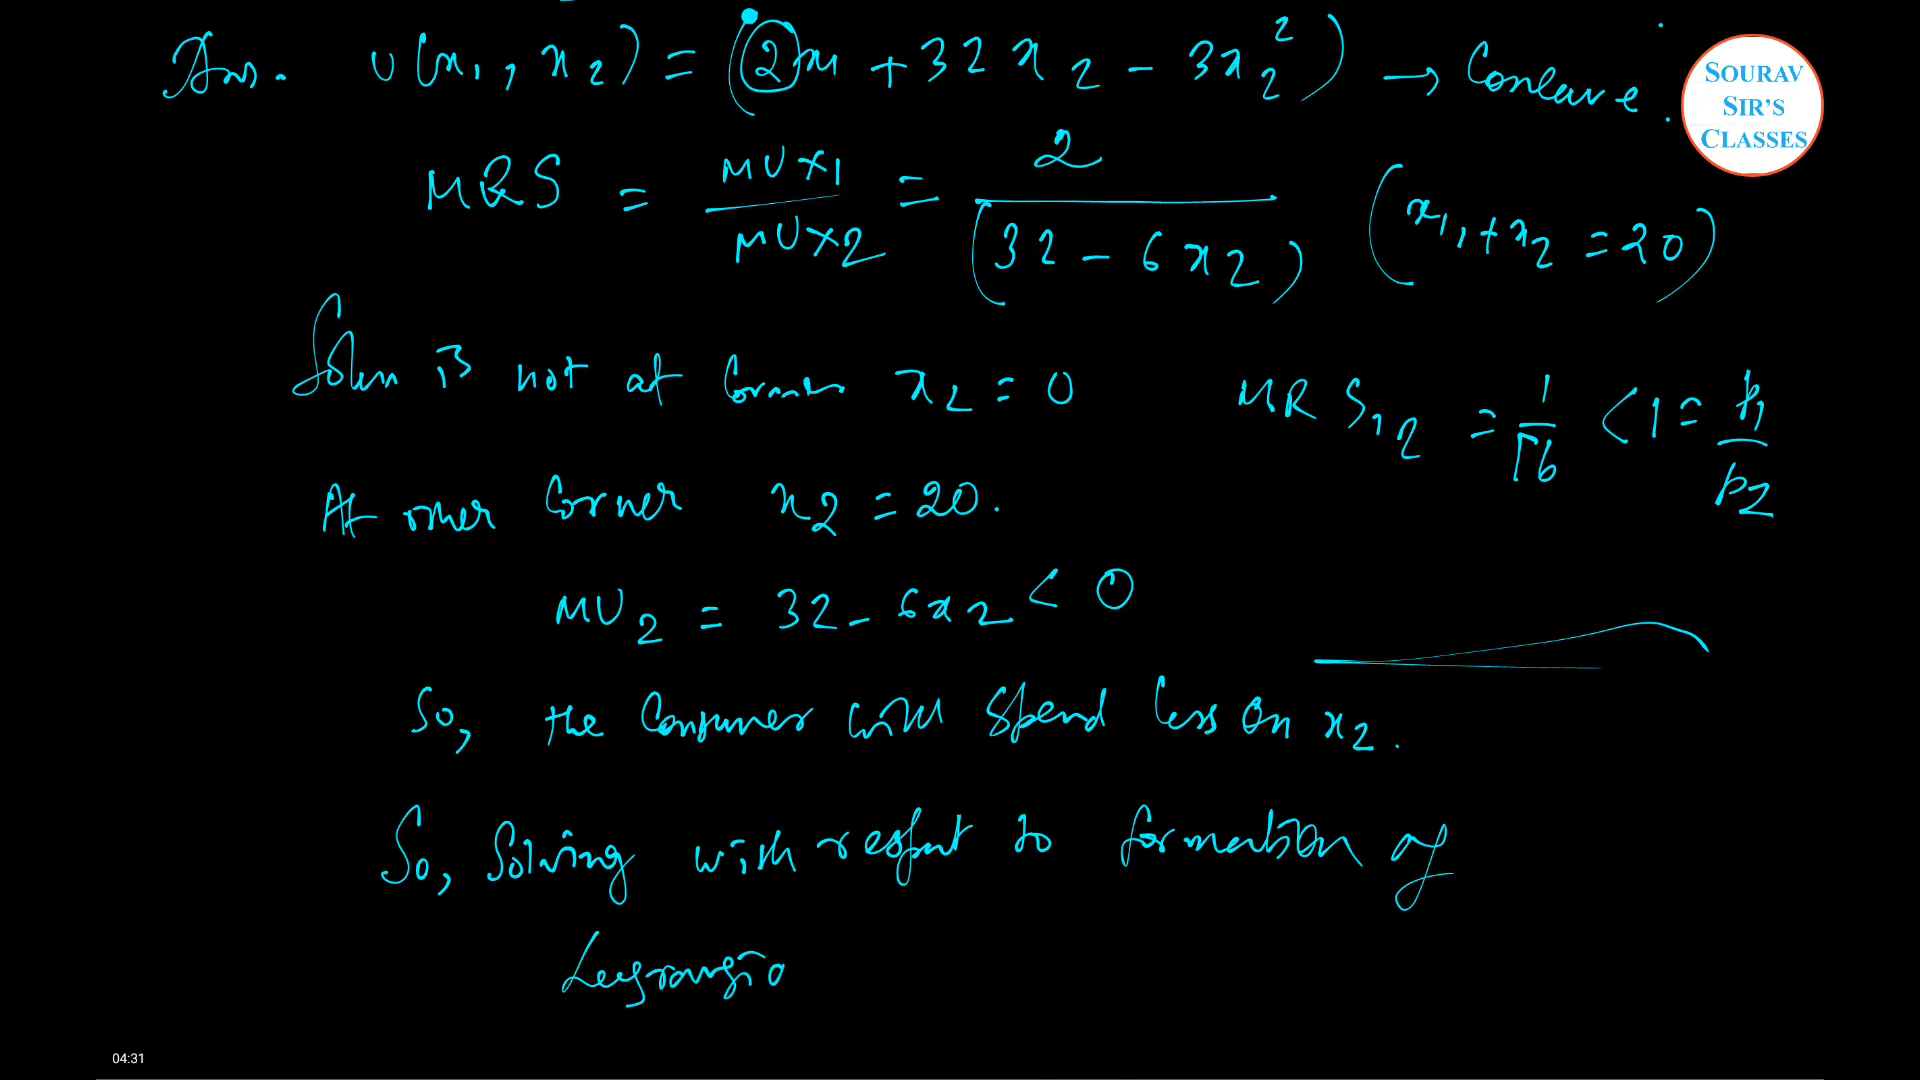 Ans. U(x1, x2) = (2x1 + 32x2 - 3x2²) → Concave.
SOURAV
SIR'S
CLASSES
MRS = MUX1 / MUX2 = 2 / (32 - 6x2) (x1 + x2 = 20)
Soln is not at Corner x2 = 0 MRS12 = 1/16 < 1 = p1/p2
At other Corner x2 = 20.
MU2 = 32 - 6x2 < 0
So, the Consumer will spend less on x2.
So, Solving with respect to formation of
Legrangia
04:31